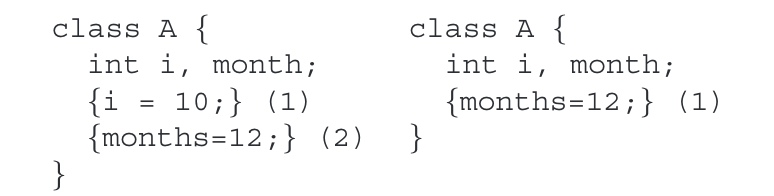 class A {
int i, month;
{i = 10;} (1)
{months=12;} (2)
}
class A {
int i, month;
{months=12;} (1)
}